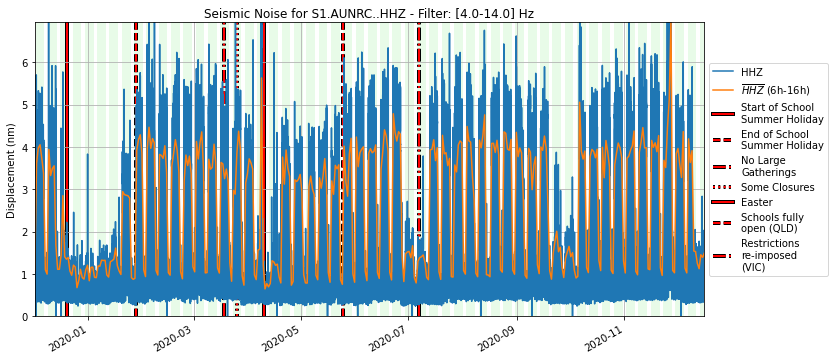 Seismic Noise for S1.AUNRC..HHZ - Filter: [4.0-14.0] Hz
Displacement (nm)
6
5
4
3
2
1
0
2020-01
2020-03
2020-05
2020-07
2020-09
2020-11
HHZ
HHZ (6h-16h)
Start of School
Summer Holiday
End of School
Summer Holiday
No Large
Gatherings
Some Closures
Easter
Schools fully
open (QLD)
Restrictions
re-imposed
(VIC)